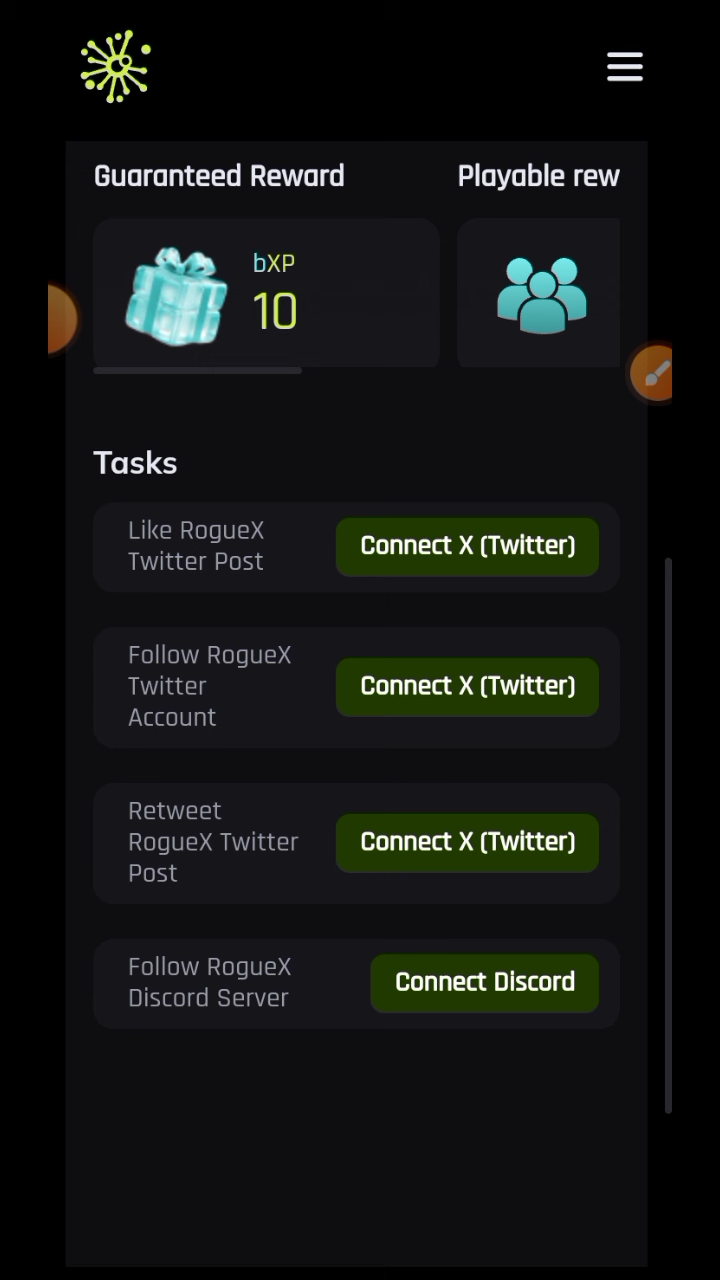 Guaranteed Reward
Playable rew
bXP
10
Tasks
Like RogueX
Twitter Post
Connect X (Twitter)
Follow RogueX
Twitter
Account
Connect X (Twitter)
Retweet
RogueX Twitter
Post
Connect X (Twitter)
Follow RogueX
Discord Server
Connect Discord